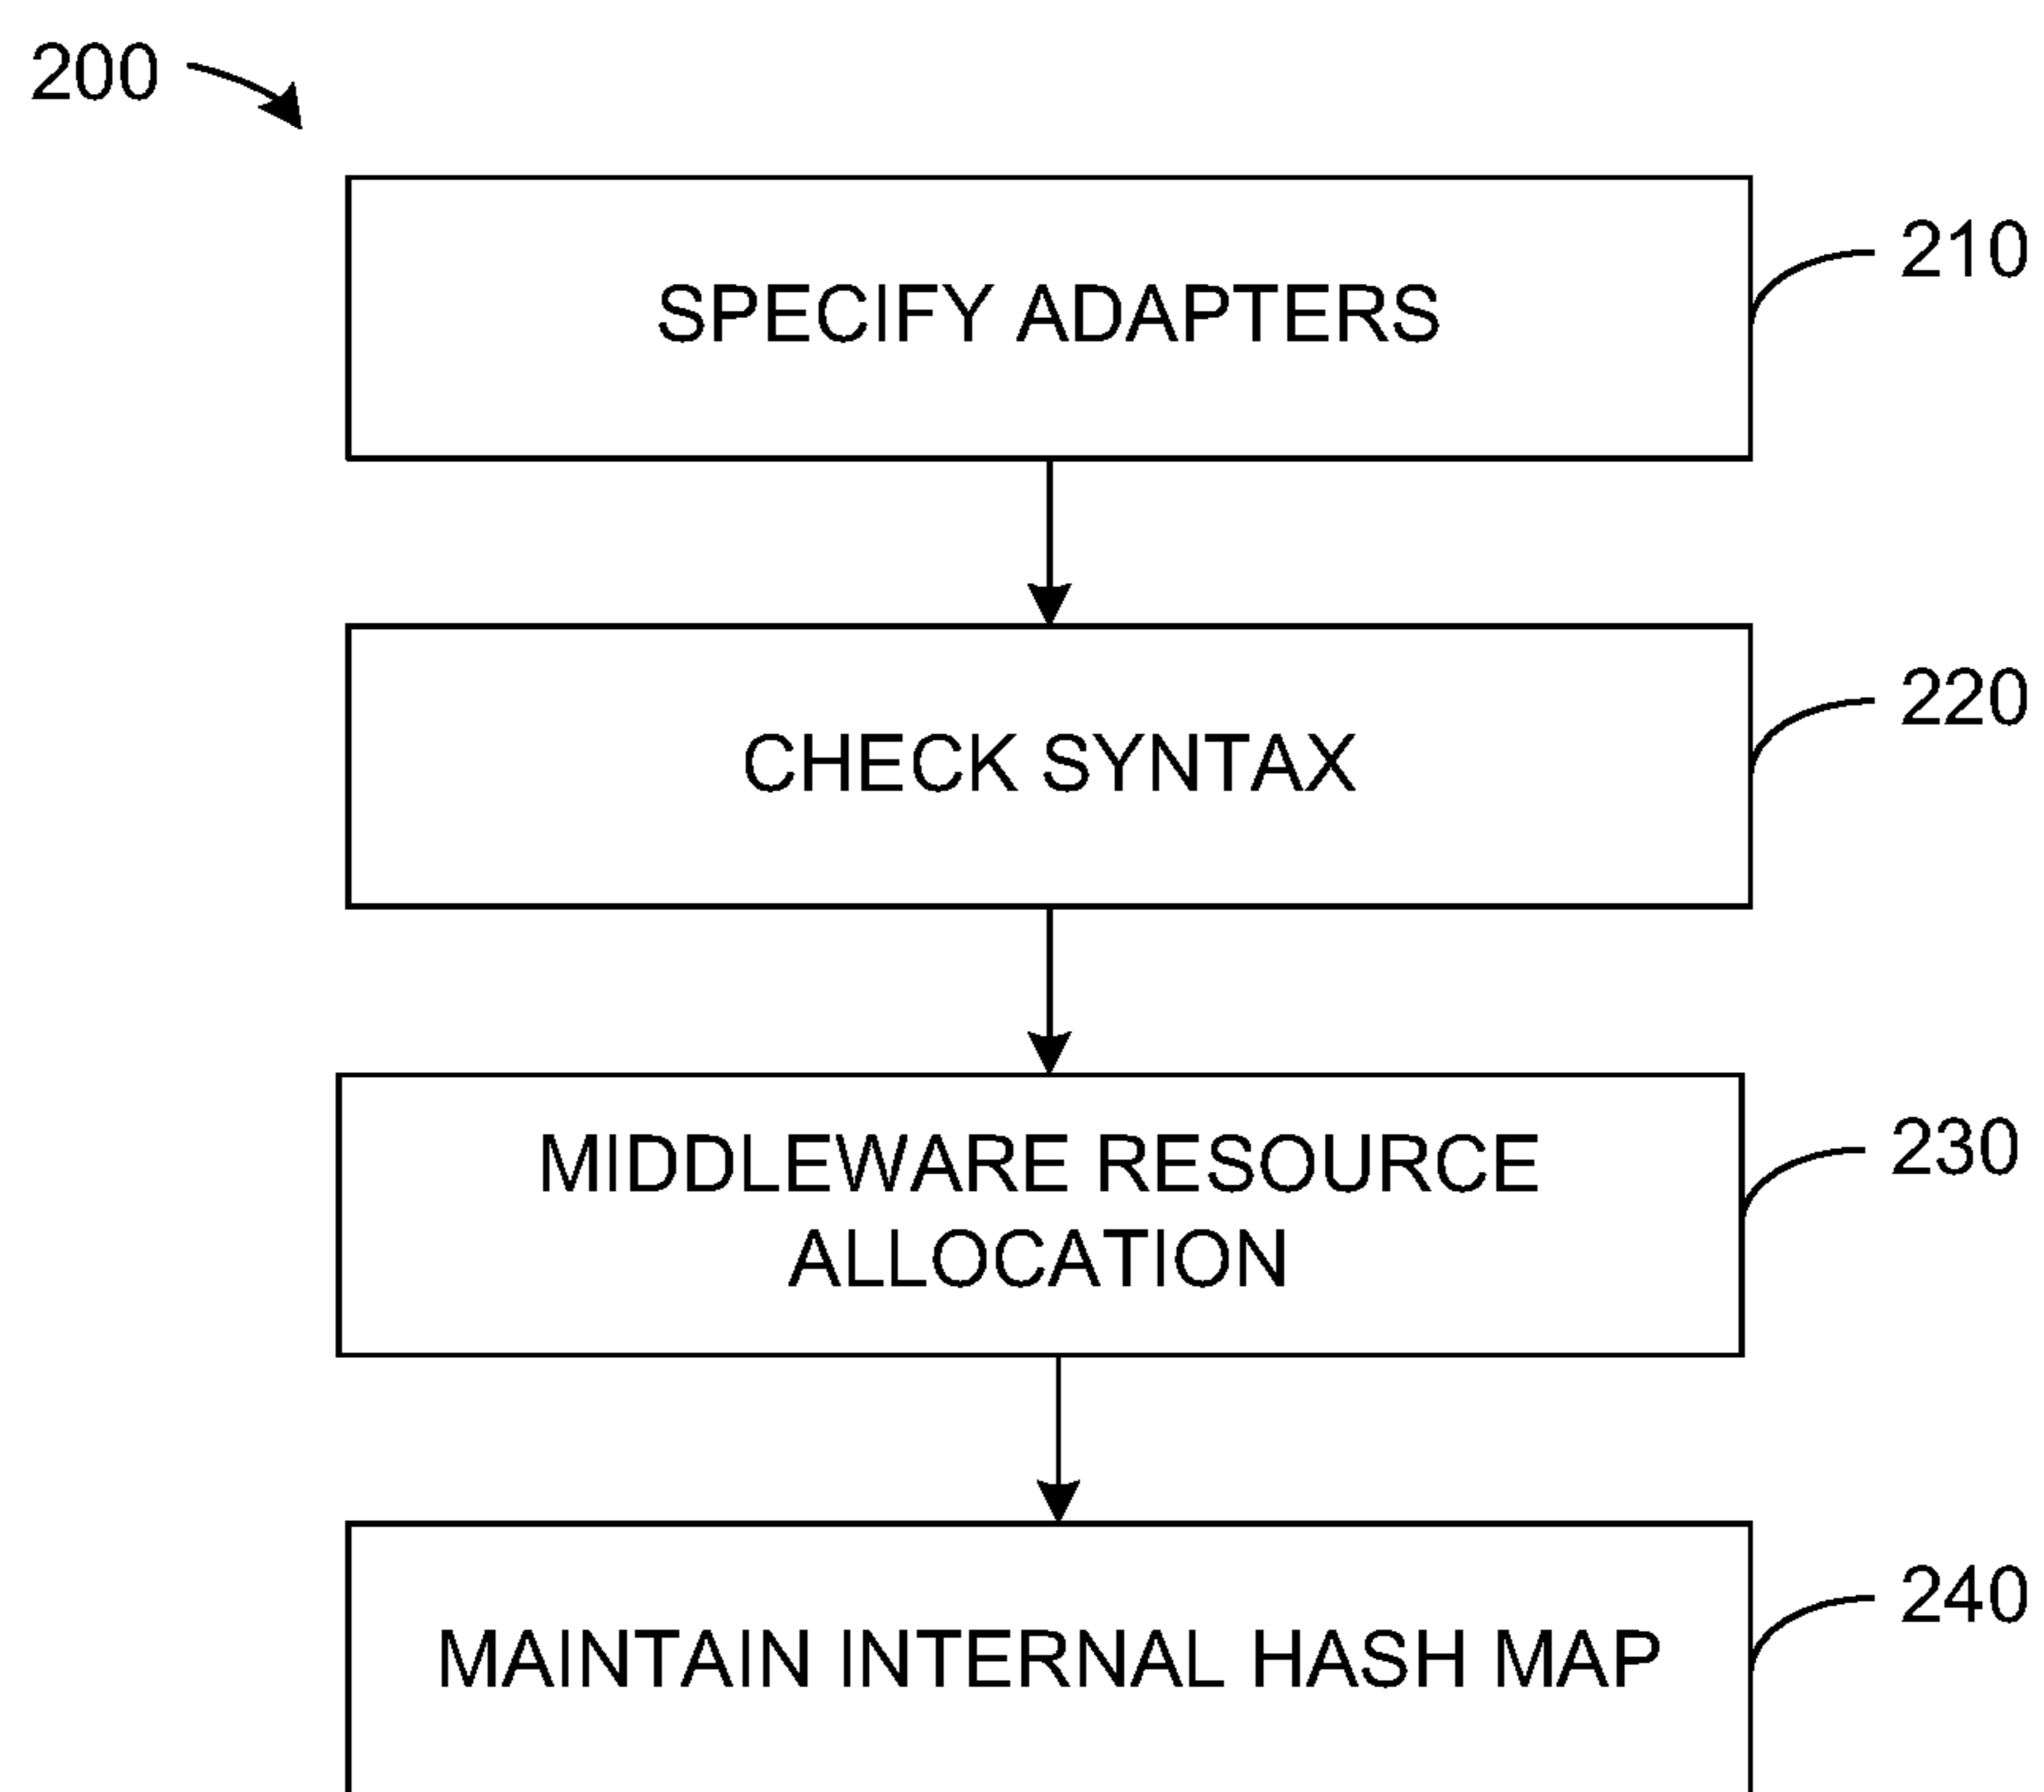 200
210
SPECIFY ADAPTERS
220
CHECK SYNTAX
230
MIDDLEWARE RESOURCE
ALLOCATION
240
MAINTAIN INTERNAL HASH MAP